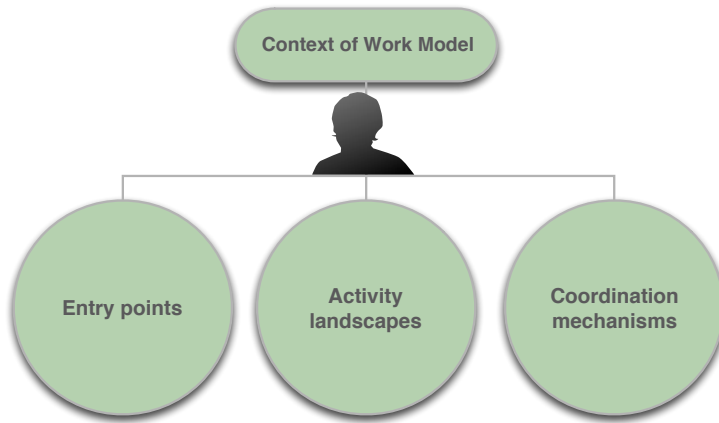 Context of Work Model
Entry points
Activity
landscapes
Coordination
mechanisms